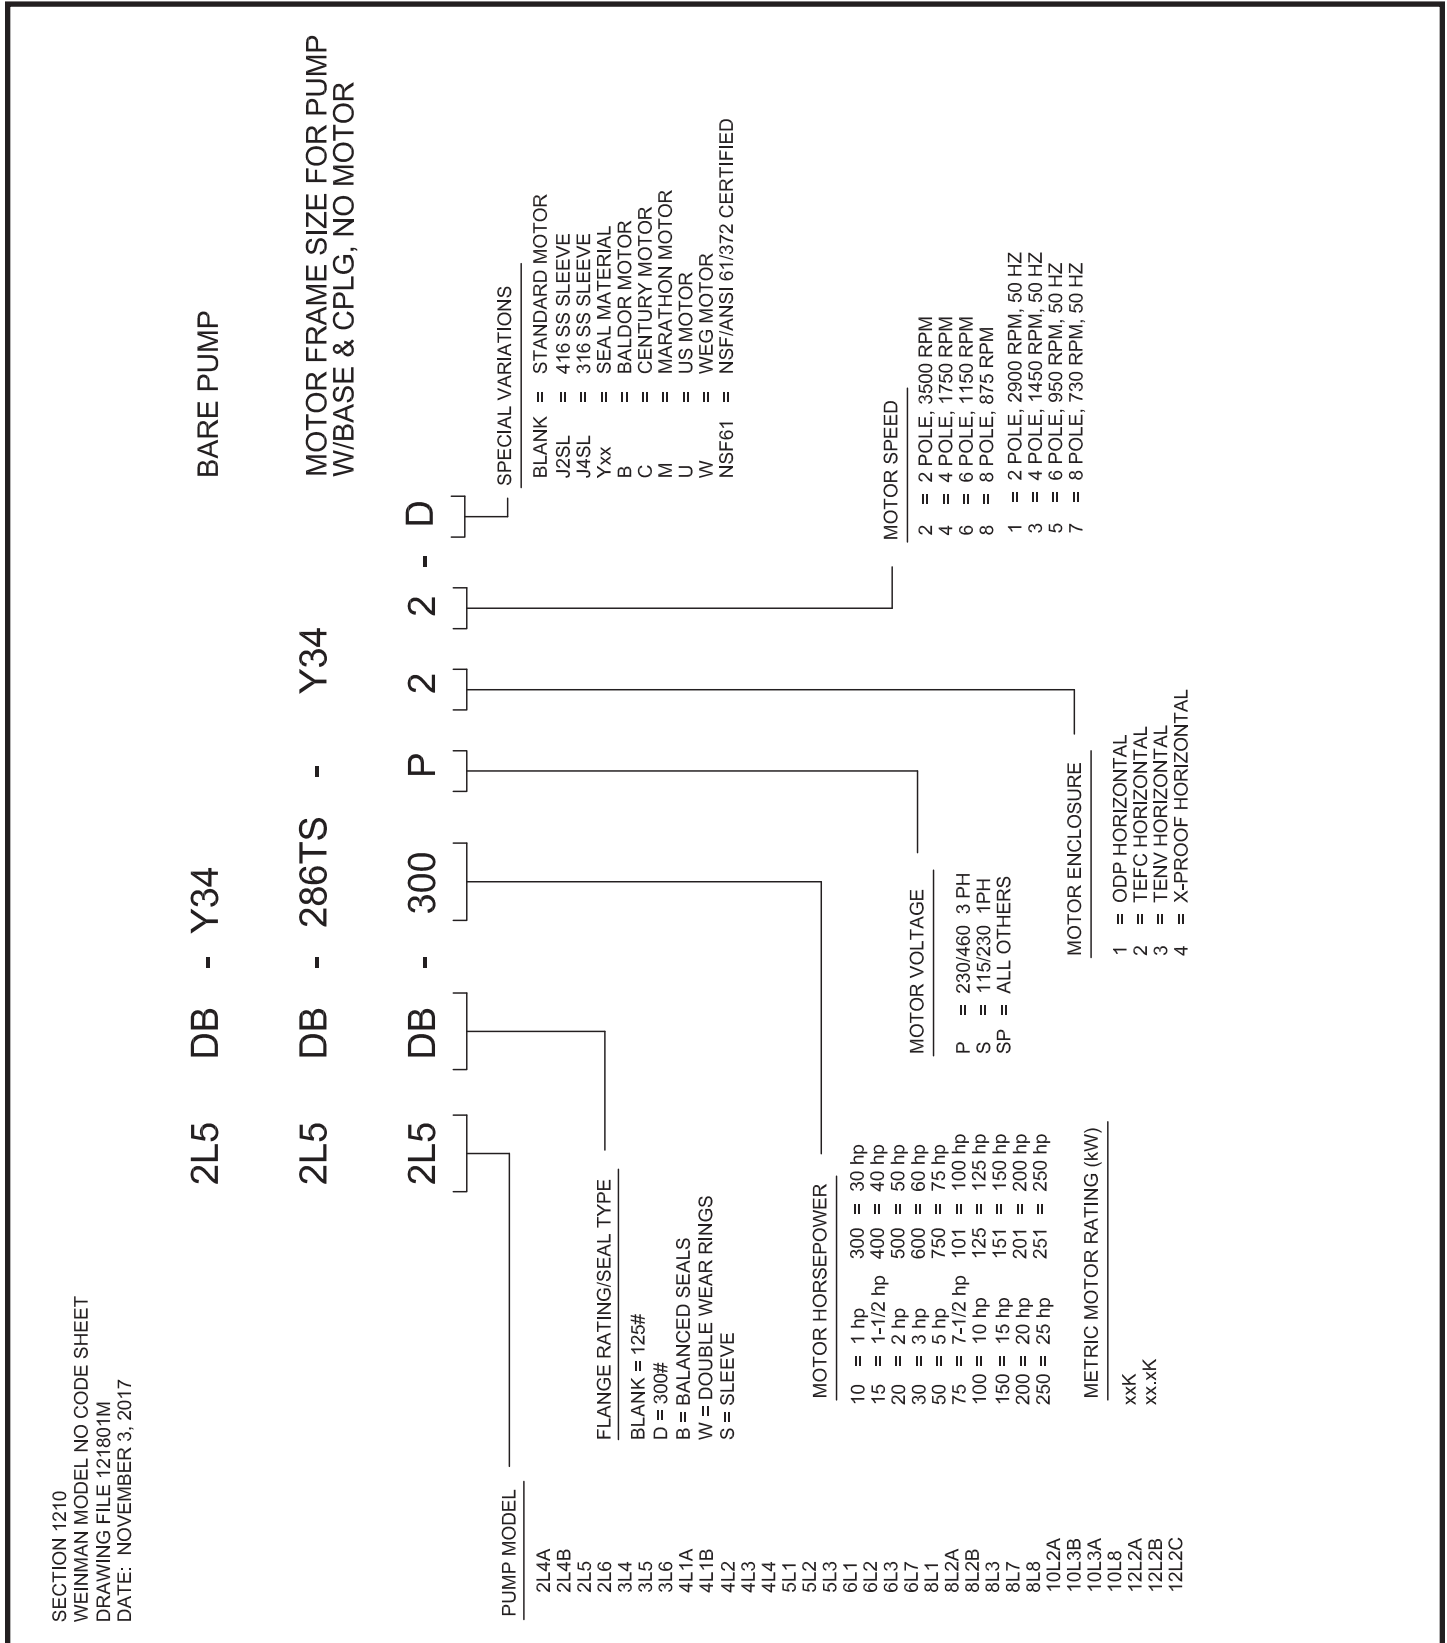 SECTION 1210
WEINMAN MODEL NO CODE SHEET
DRAWING FILE 121801M
DATE: NOVEMBER 3, 2017
2L5 DB - Y34 BARE PUMP
2L5 DB - 286TS - Y34 MOTOR FRAME SIZE FOR PUMP
W/BASE & CPLG, NO MOTOR
2L5 DB - 300 P 2 2 - D
PUMP MODEL
2L4A
2L4B
2L5
2L6
3L4
3L5
3L6
4L1A
4L1B
4L2
4L3
4L4
5L1
5L2
5L3
6L1
6L2
6L3
6L7
8L1
8L2A
8L2B
8L3
8L7
8L8
10L2A
10L3B
10L3A
10L8
12L2A
12L2B
12L2C
FLANGE RATING/SEAL TYPE
BLANK = 125#
D = 300#
B = BALANCED SEALS
W = DOUBLE WEAR RINGS
S = SLEEVE
MOTOR HORSEPOWER
10 = 1 hp 300 = 30 hp
15 = 1-1/2 hp 400 = 40 hp
20 = 2 hp 500 = 50 hp
30 = 3 hp 600 = 60 hp
50 = 5 hp 750 = 75 hp
75 = 7-1/2 hp 101 = 100 hp
100 = 10 hp 125 = 125 hp
150 = 15 hp 151 = 150 hp
200 = 20 hp 201 = 200 hp
250 = 25 hp 251 = 250 hp
METRIC MOTOR RATING (kW)
xxK
xx.xK
MOTOR VOLTAGE
P = 230/460 3 PH
S = 115/230 1PH
SP = ALL OTHERS
MOTOR ENCLOSURE
1 = ODP HORIZONTAL
2 = TEFC HORIZONTAL
3 = TENV HORIZONTAL
4 = X-PROOF HORIZONTAL
MOTOR SPEED
2 = 2 POLE, 3500 RPM
4 = 4 POLE, 1750 RPM
6 = 6 POLE, 1150 RPM
8 = 8 POLE, 875 RPM
1 = 2 POLE, 2900 RPM, 50 HZ
3 = 4 POLE, 1450 RPM, 50 HZ
5 = 6 POLE, 950 RPM, 50 HZ
7 = 8 POLE, 730 RPM, 50 HZ
SPECIAL VARIATIONS
BLANK = STANDARD MOTOR
J2SL = 416 SS SLEEVE
J4SL = 316 SS SLEEVE
Yxx = SEAL MATERIAL
B = BALDOR MOTOR
C = CENTURY MOTOR
M = MARATHON MOTOR
U = US MOTOR
W = WEG MOTOR
NSF61 = NSF/ANSI 61/372 CERTIFIED